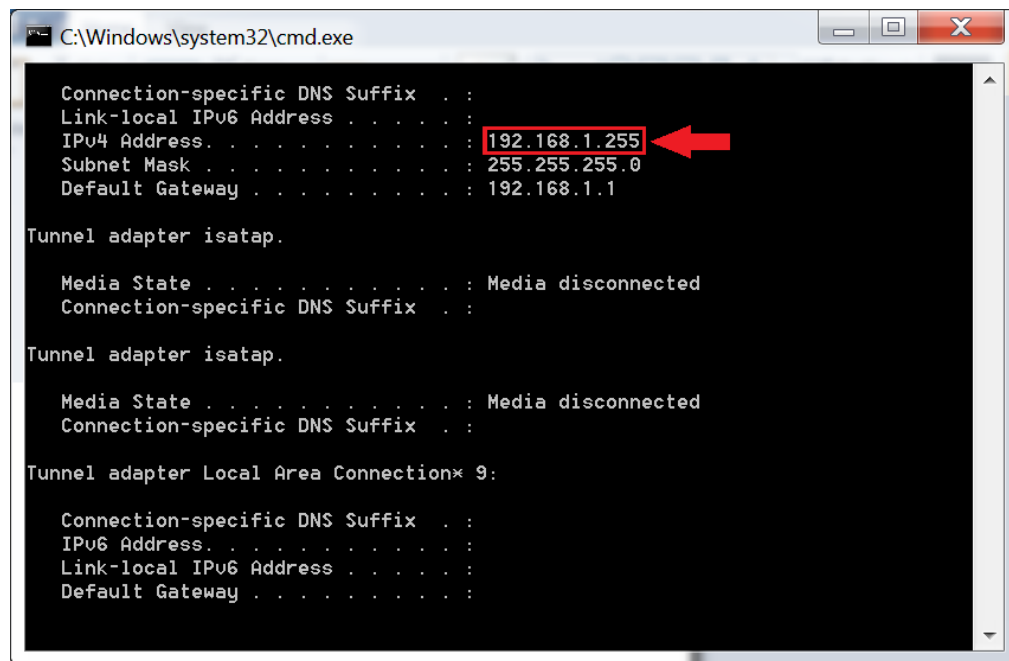 C:\Windows\system32\cmd.exe
Connection-specific DNS Suffix . :
Link-local IPv6 Address . . . . . :
IPv4 Address. . . . . . . . . . . : 192.168.1.255
Subnet Mask . . . . . . . . . . . : 255.255.255.0
Default Gateway . . . . . . . . . : 192.168.1.1
Tunnel adapter isatap.
Media State . . . . . . . . . . . : Media disconnected
Connection-specific DNS Suffix . :
Tunnel adapter isatap.
Media State . . . . . . . . . . . : Media disconnected
Connection-specific DNS Suffix . :
Tunnel adapter Local Area Connection* 9:
Connection-specific DNS Suffix . :
IPv6 Address. . . . . . . . . . . :
Link-local IPv6 Address . . . . . :
Default Gateway . . . . . . . . . :